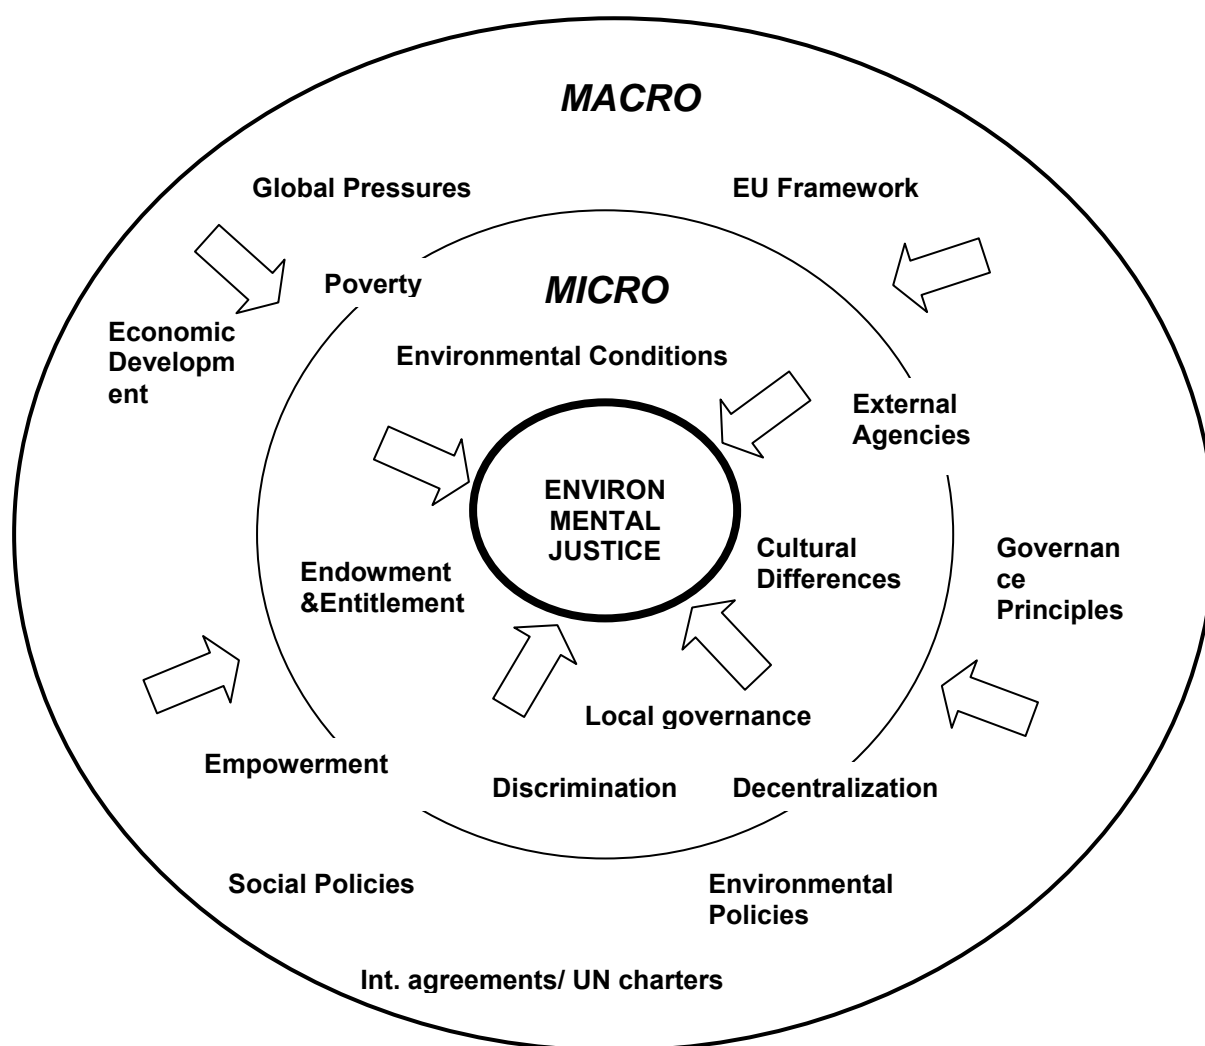 MACRO
Global Pressures
EU Framework
Poverty
MICRO
Economic
Developm
ent
Environmental Conditions
External
Agencies
ENVIRON
MENTAL
JUSTICE
Cultural
Differences
Governan
ce
Principles
Endowment
&Entitlement
Local governance
Empowerment
Discrimination
Decentralization
Social Policies
Environmental
Policies
Int. agreements/ UN charters